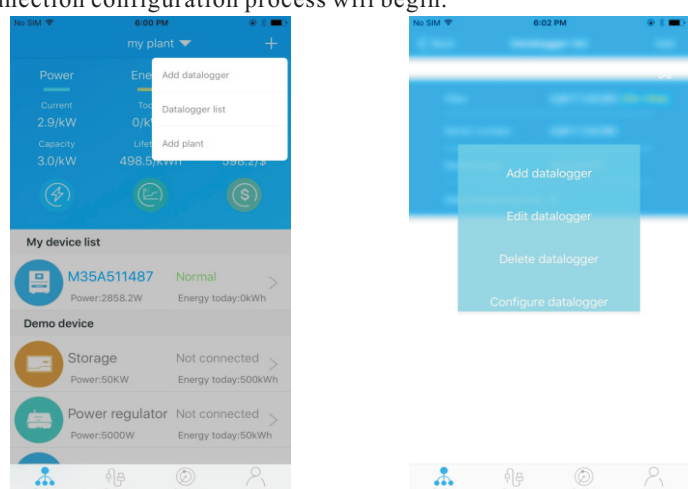 nnection configuration process will begin.
No SIM 6:00 PM
my plant
Power Ene
Current
2.9/kW 0/k
Capacity
3.0/kW 498.5/kWh 598.2/$
Add datalogger
Datalogger list
Add plant
My device list
M35A511487 Normal
Power:2858.2W Energy today:0kWh
Demo device
Storage Not connected
Power:50KW Energy today:500kWh
Power regulator Not connected
Power:5000W Energy today:50kWh
No SIM 6:02 PM
Add datalogger
Edit datalogger
Delete datalogger
Configure datalogger